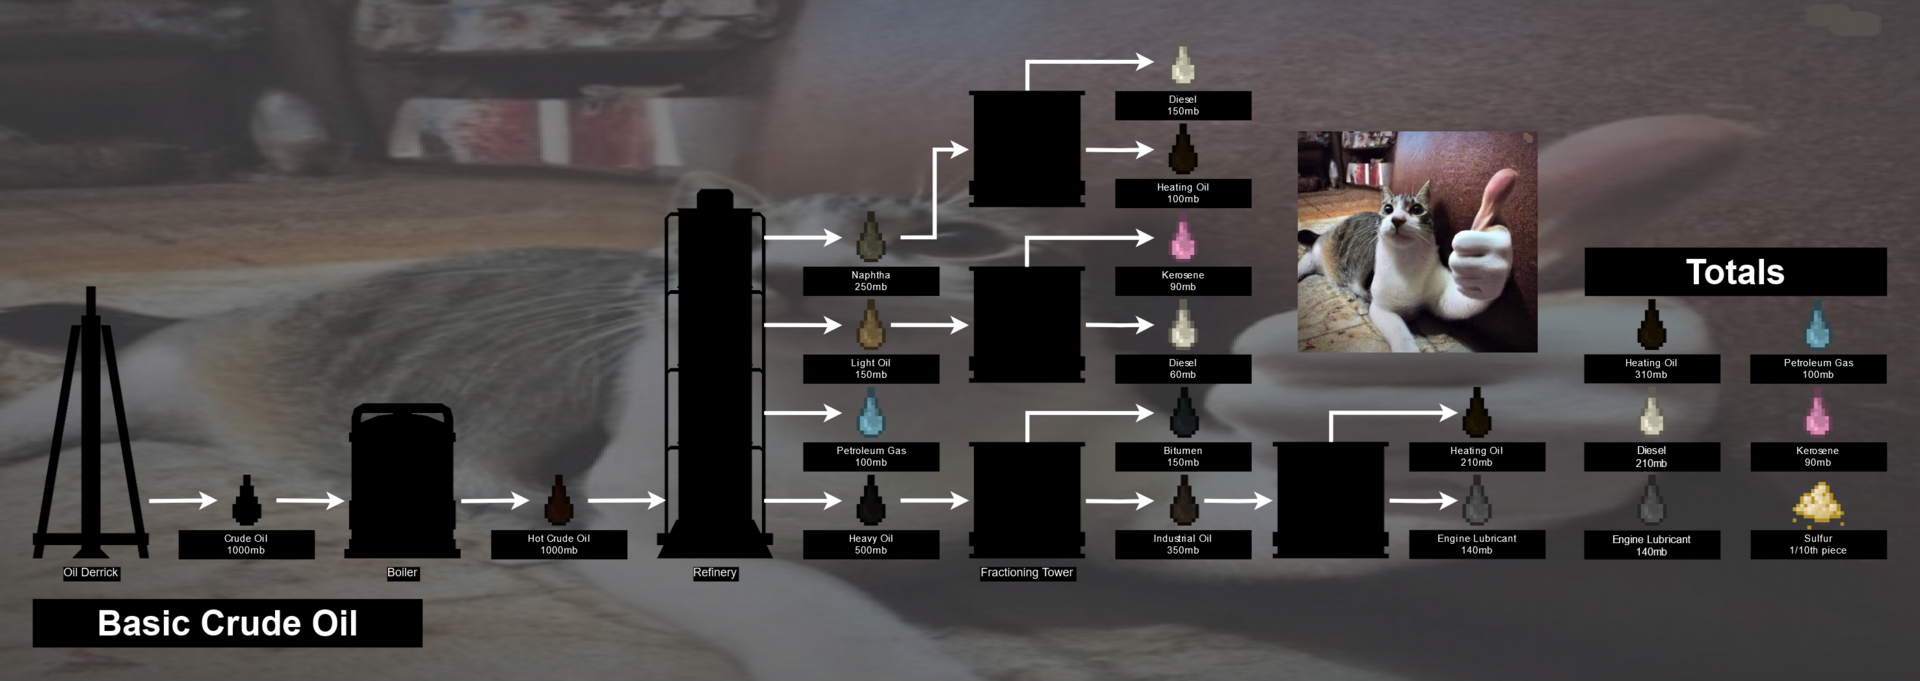 Diesel
150mb
Heating Oil
100mb
Naphtha
250mb
Kerosene
90mb
Light Oil
150mb
Diesel
60mb
Petroleum Gas
100mb
Bitumen
150mb
Heating Oil
210mb
Crude Oil
1000mb
Hot Crude Oil
1000mb
Heavy Oil
500mb
Industrial Oil
350mb
Engine Lubricant
140mb
Oil Derrick
Boiler
Refinery
Fractioning Tower
Basic Crude Oil
Totals
Heating Oil
310mb
Petroleum Gas
100mb
Diesel
210mb
Kerosene
90mb
Engine Lubricant
140mb
Sulfur
1/10th piece